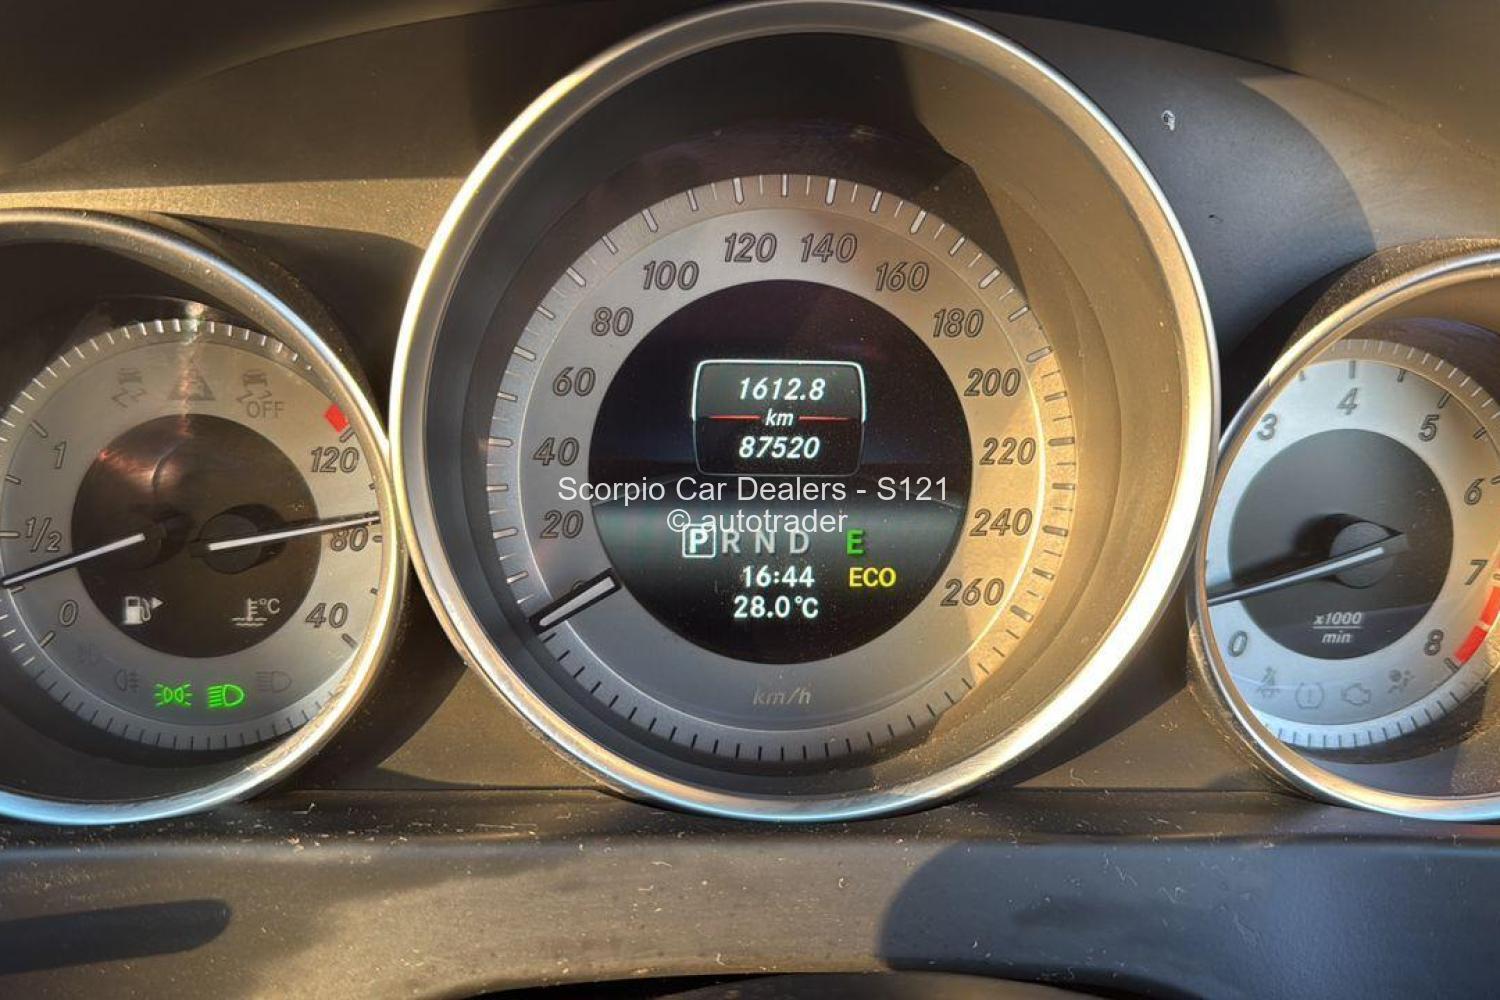 120 140
100 160
80 180
60 200
40 220
20 240
0 260
1612.8
km
87520
Scorpio Car Dealers - S121
© autotrader
P R N D E
16:44 ECO
28.0°C
km/h
OFF
1
1/2
0
120
80
40
°C
3 4 5
6
7
8
0
x1000
min